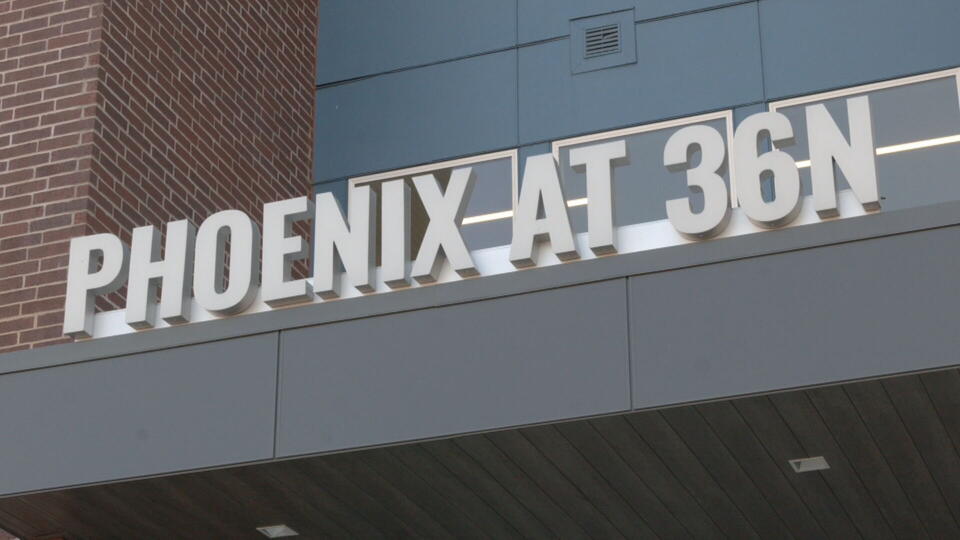 PHOENIX AT 36N